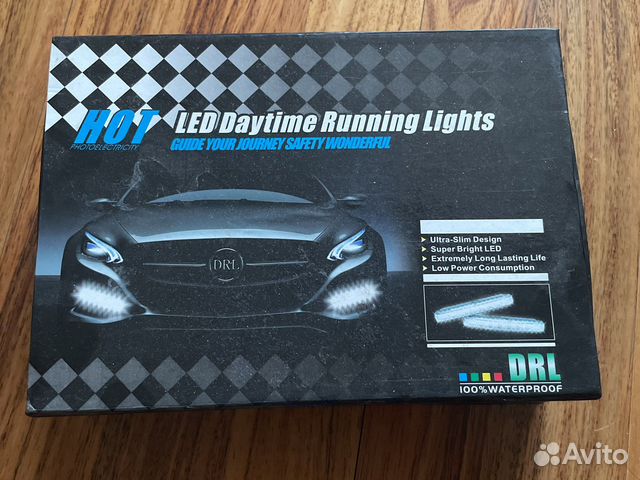 HOT
PHOTOELECTRICITY
LED Daytime Running Lights
GUIDE YOUR JOURNEY SAFETY WONDERFUL
DRL
Ultra-Slim Design
Super Bright LED
Extremely Long Lasting Life
Low Power Consumption
DRL
100%WATERPROOF
Avito